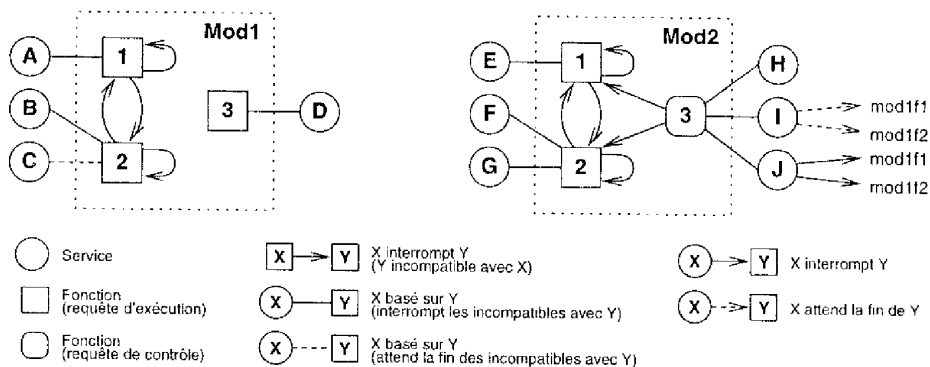 Mod1
A
1
B
3
D
C
2
Mod2
E
1
H
F
3
I
mod1f1
mod1f2
G
2
J
mod1f1
mod1f2
Service
Fonction
(requête d'exécution)
Fonction
(requête de contrôle)
X
Y
X interrompt Y
(Y incompatible avec X)
X
Y
X basé sur Y
(interrompt les incompatibles avec Y)
X
Y
X basé sur Y
(attend la fin des incompatibles avec Y)
X
Y
X interrompt Y
X
Y
X attend la fin de Y